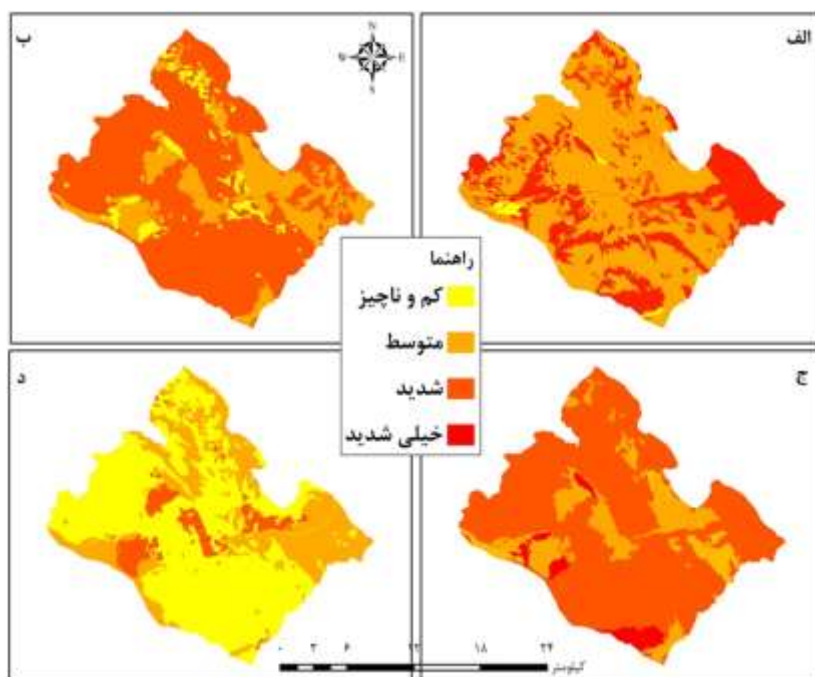 الف
ب
N
W E
S
راهنما
کم و ناچیز
متوسط
شدید
خیلی شدید
ج
د
۰ ۳ ۶ ۱۲ ۱۸ ۲۴
کیلومتر